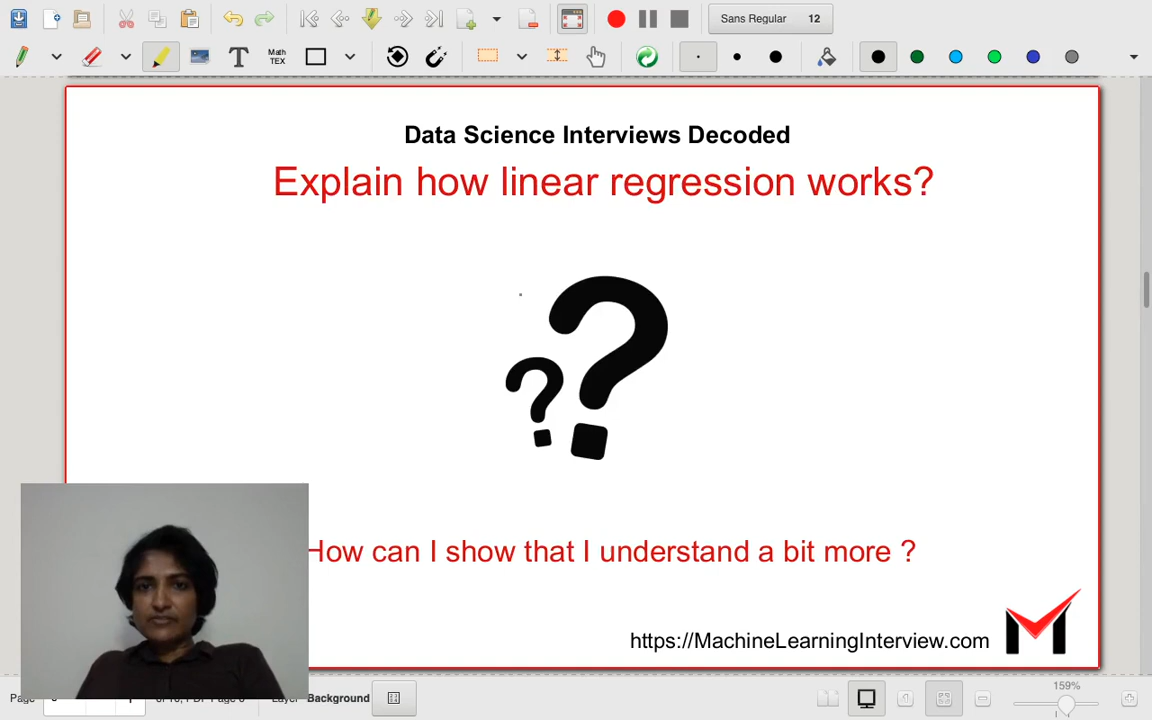 Sans Regular 12
Math
TEX
Data Science Interviews Decoded
Explain how linear regression works?
How can I show that I understand a bit more ?
https://MachineLearningInterview.com
Page
Background
159%